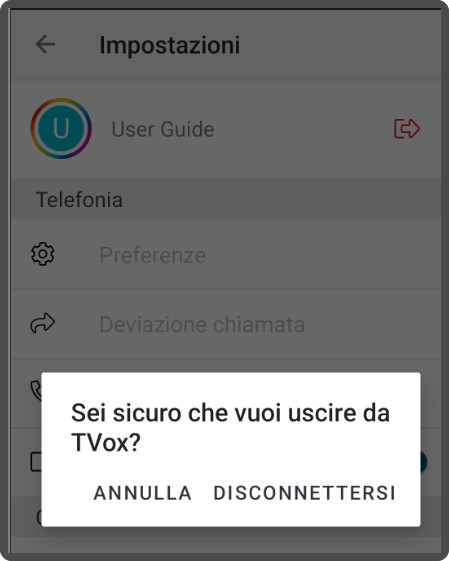 Impostazioni
U
User Guide
Telefonia
Preferenze
Deviazione chiamata
Sei sicuro che vuoi uscire da
TVox?
ANNULLA DISCONNETTERSI